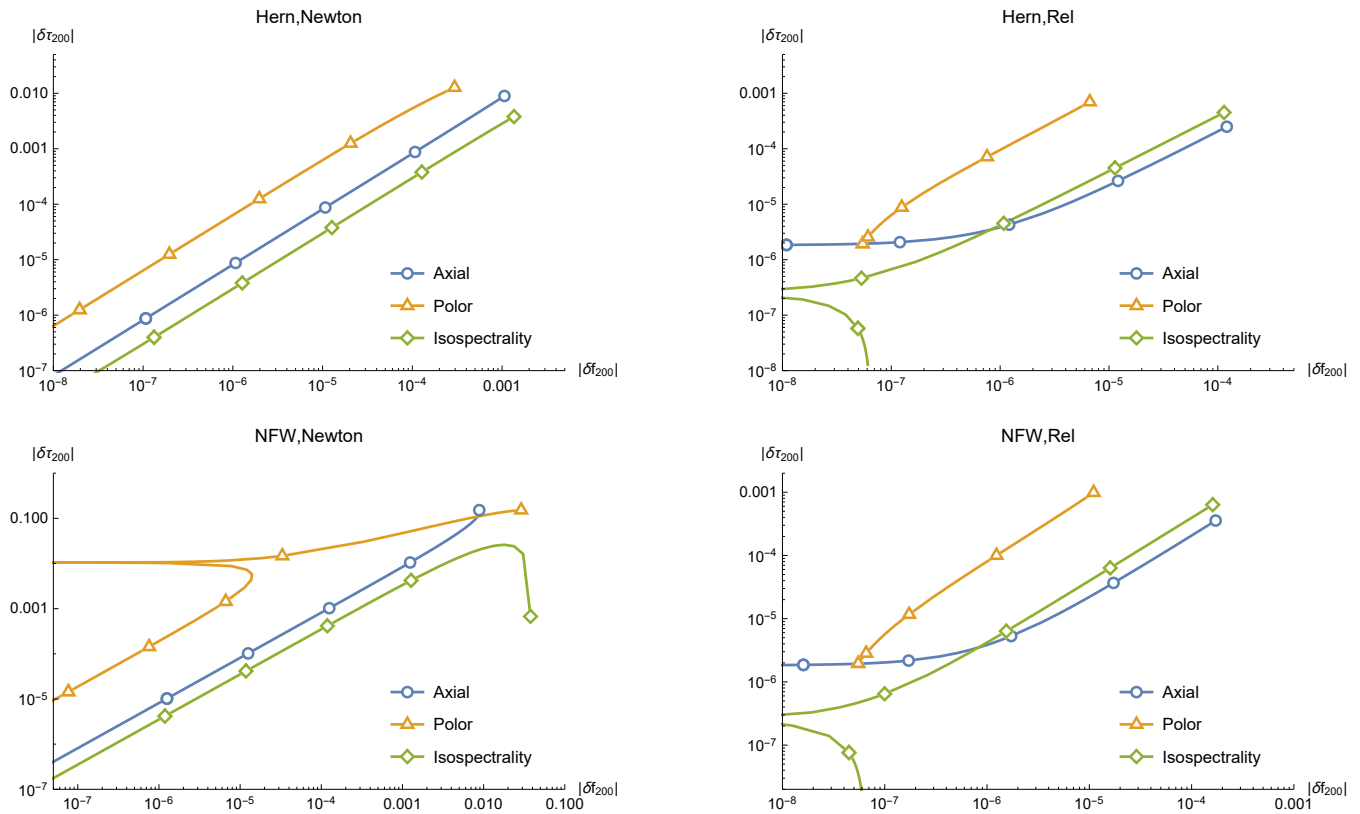 Hern,Newton
|δτ200|
0.010
0.001
10−4
10−5
10−6
10−7
10−8 10−7 10−6 10−5 10−4 0.001
|δf200|
Axial
Polor
Isospectrality
Hern,Rel
|δτ200|
0.001
10−4
10−5
10−6
10−7
10−8
10−8 10−7 10−6 10−5 10−4
|δf200|
Axial
Polor
Isospectrality
NFW,Newton
|δτ200|
0.100
0.001
10−5
10−7
10−7 10−6 10−5 10−4 0.001 0.010 0.100
|δf200|
Axial
Polor
Isospectrality
NFW,Rel
|δτ200|
0.001
10−4
10−5
10−6
10−7
10−8 10−7 10−6 10−5 10−4 0.001
|δf200|
Axial
Polor
Isospectrality